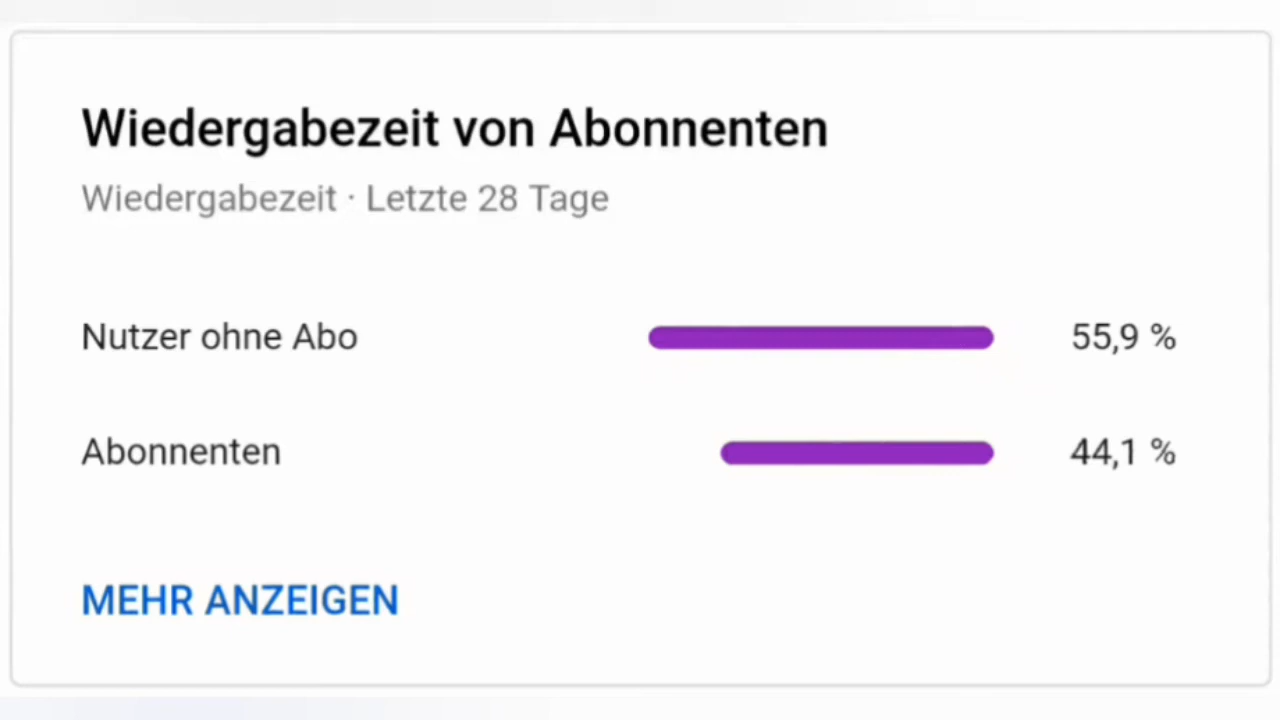 Wiedergabezeit von Abonnenten
Wiedergabezeit · Letzte 28 Tage
Nutzer ohne Abo 55,9 %
Abonnenten 44,1 %
MEHR ANZEIGEN